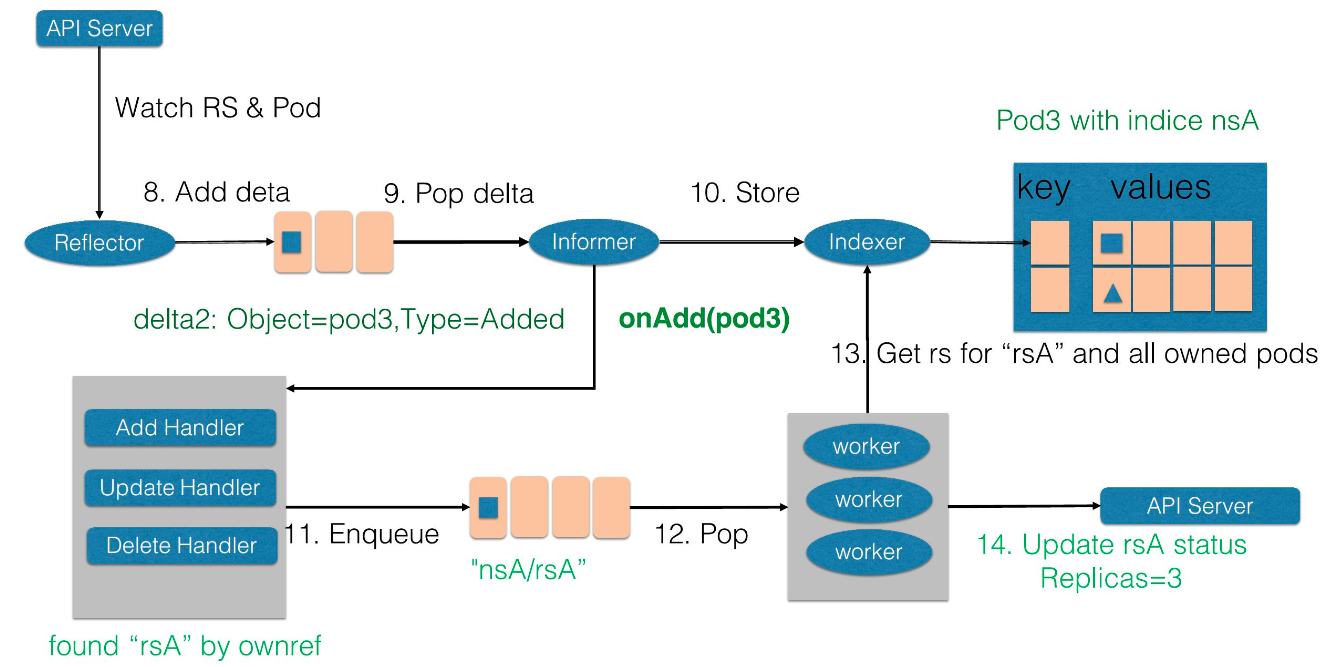 API Server
Watch RS & Pod
Pod3 with indice nsA
key values
8. Add deta
9. Pop delta
10. Store
Reflector
Informer
Indexer
delta2: Object=pod3,Type=Added
onAdd(pod3)
13. Get rs for “rsA” and all owned pods
Add Handler
Update Handler
Delete Handler
11. Enqueue
"nsA/rsA”
12. Pop
worker
worker
worker
API Server
14. Update rsA status
Replicas=3
found “rsA” by ownref